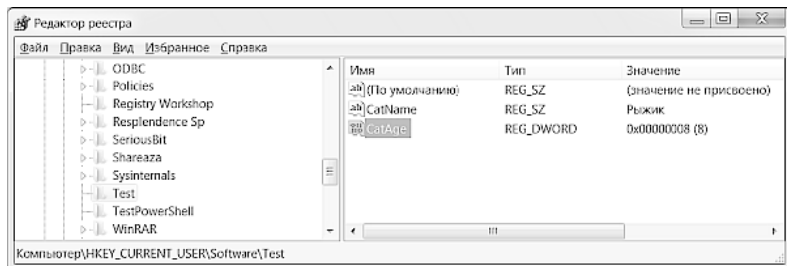 Редактор реестра
Файл Правка Вид Избранное Справка
ODBC
Policies
Registry Workshop
Resplendence Sp
SeriousBit
Shareaza
Sysinternals
Test
TestPowerShell
WinRAR
Имя Тип Значение
(По умолчанию) REG_SZ (значение не присвоено)
CatName REG_SZ Рыжик
CatAge REG_DWORD 0x00000008 (8)
Компьютер\HKEY_CURRENT_USER\Software\Test